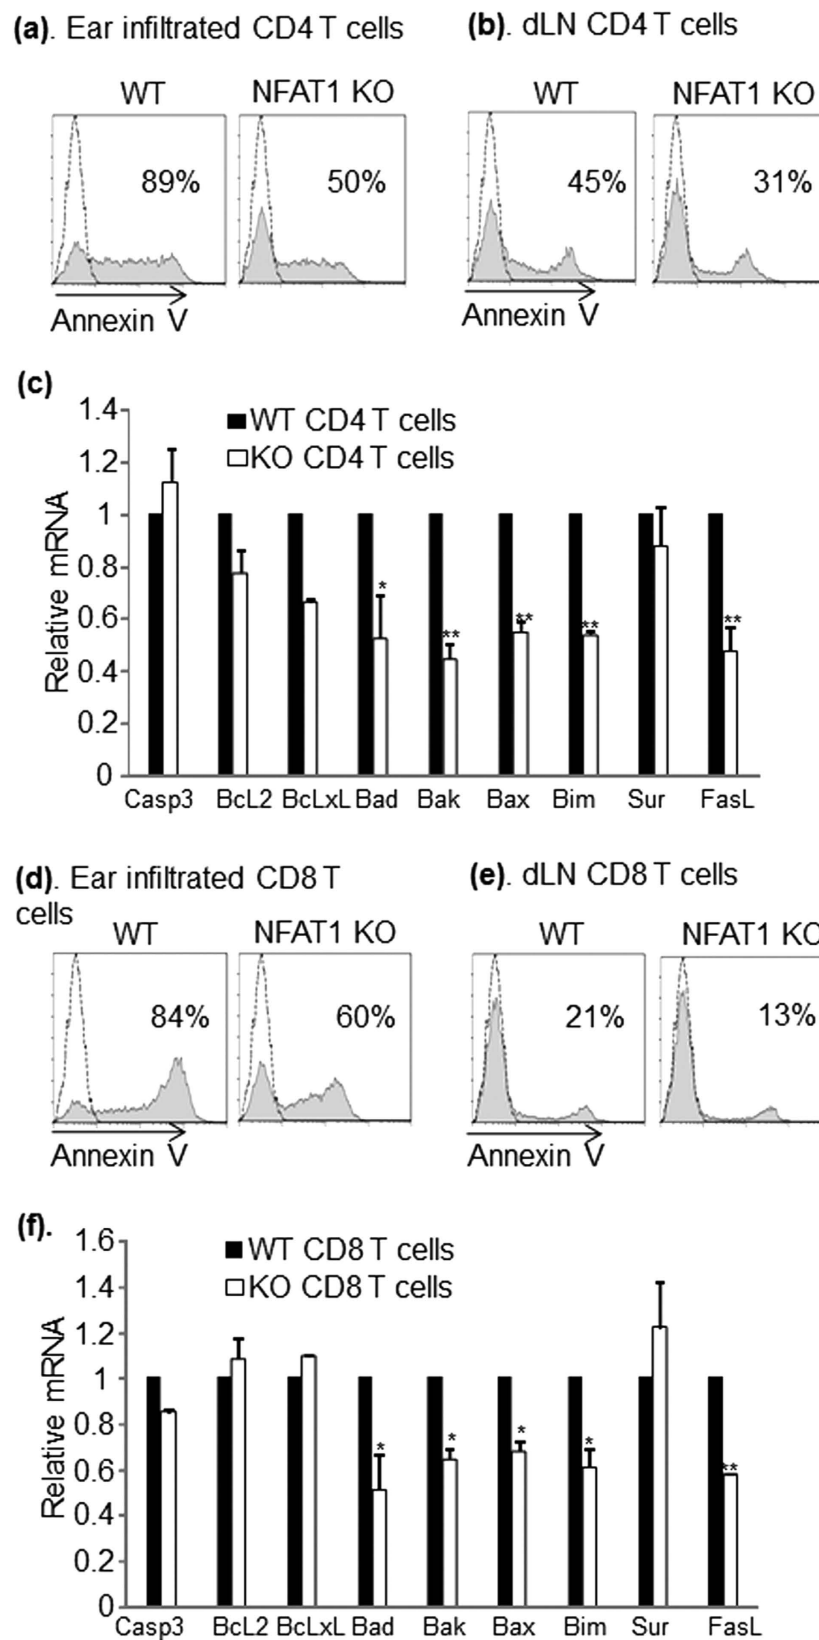 (a). Ear infiltrated CD4 T cells
(b). dLN CD4 T cells
WT
NFAT1 KO
WT
NFAT1 KO
89%
50%
45%
31%
Annexin V
Annexin V
(c)
WT CD4 T cells
KO CD4 T cells
Relative mRNA
1.4
1.2
1
0.8
0.6
0.4
0.2
0
*
**
**
**
**
Casp3 BcL2 BcLxL Bad Bak Bax Bim Sur FasL
(d). Ear infiltrated CD8 T
cells
(e). dLN CD8 T cells
WT
NFAT1 KO
WT
NFAT1 KO
84%
60%
21%
13%
Annexin V
Annexin V
(f).
WT CD8 T cells
KO CD8 T cells
Relative mRNA
1.6
1.4
1.2
1
0.8
0.6
0.4
0.2
0
*
*
*
*
**
Casp3 BcL2 BcLxL Bad Bak Bax Bim Sur FasL